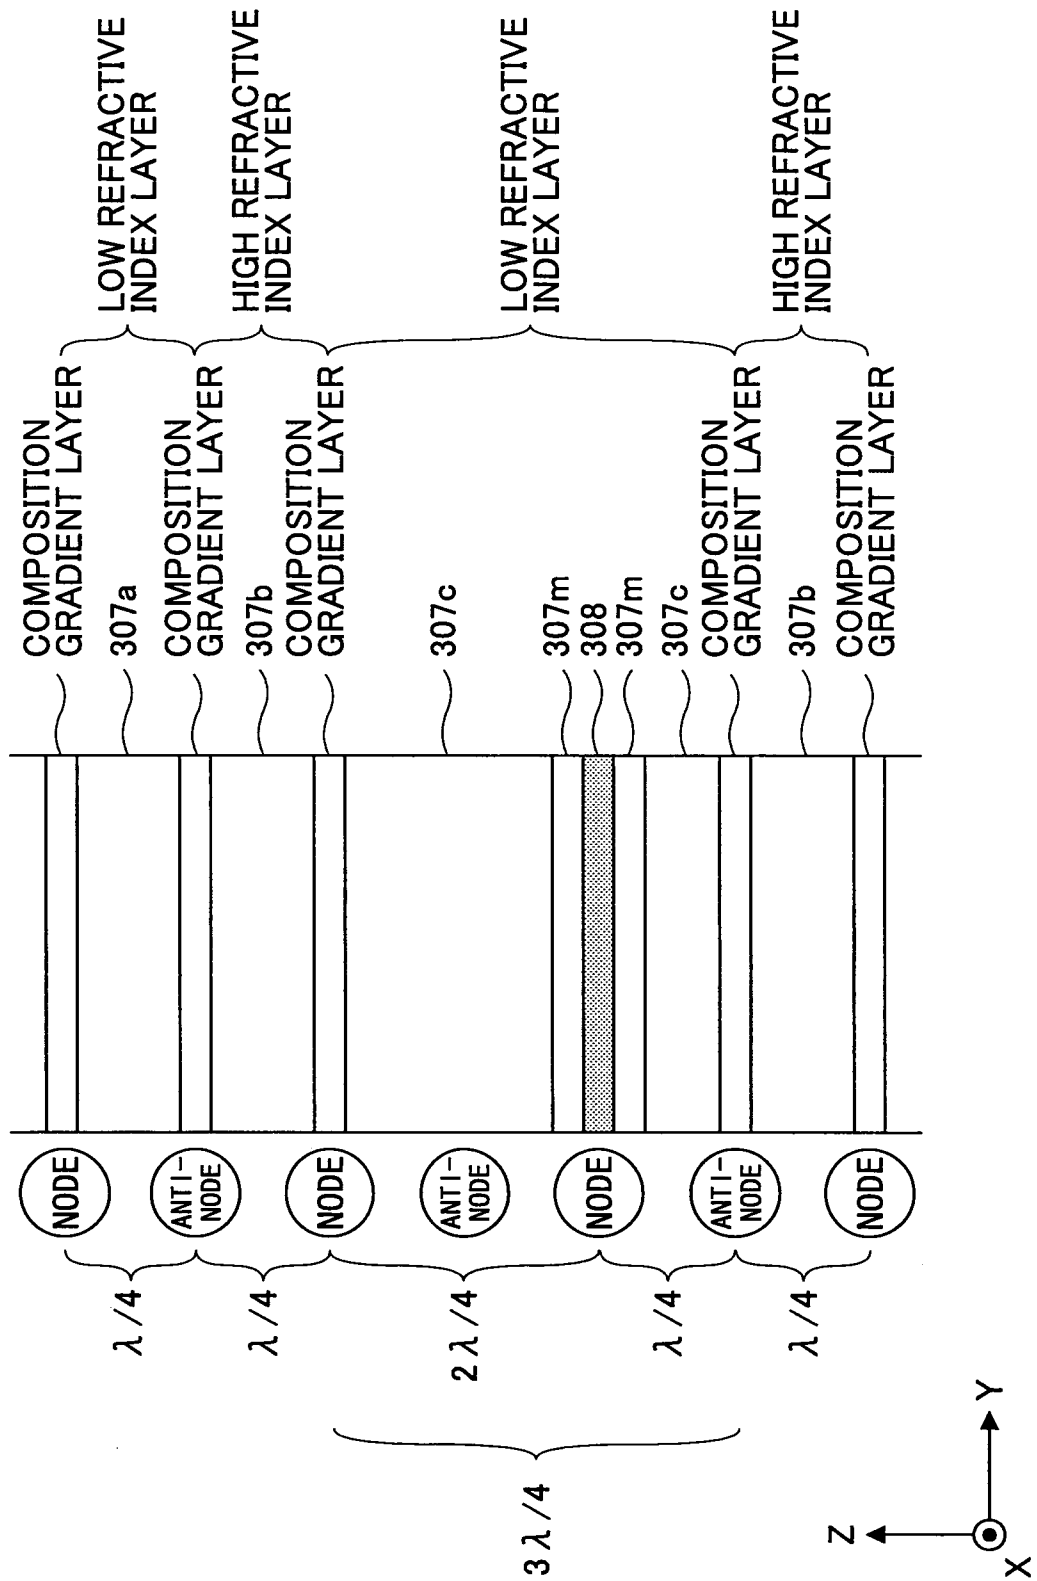 COMPOSITION
GRADIENT LAYER
307a
COMPOSITION
GRADIENT LAYER
307b
COMPOSITION
GRADIENT LAYER
307c
307m
308
307m
307c
COMPOSITION
GRADIENT LAYER
307b
COMPOSITION
GRADIENT LAYER
LOW REFRACTIVE
INDEX LAYER
HIGH REFRACTIVE
INDEX LAYER
LOW REFRACTIVE
INDEX LAYER
HIGH REFRACTIVE
INDEX LAYER
NODE
ANTI-
NODE
NODE
ANTI-
NODE
NODE
ANTI-
NODE
NODE
λ/4
λ/4
2λ/4
λ/4
λ/4
3λ/4
Z
Y
X